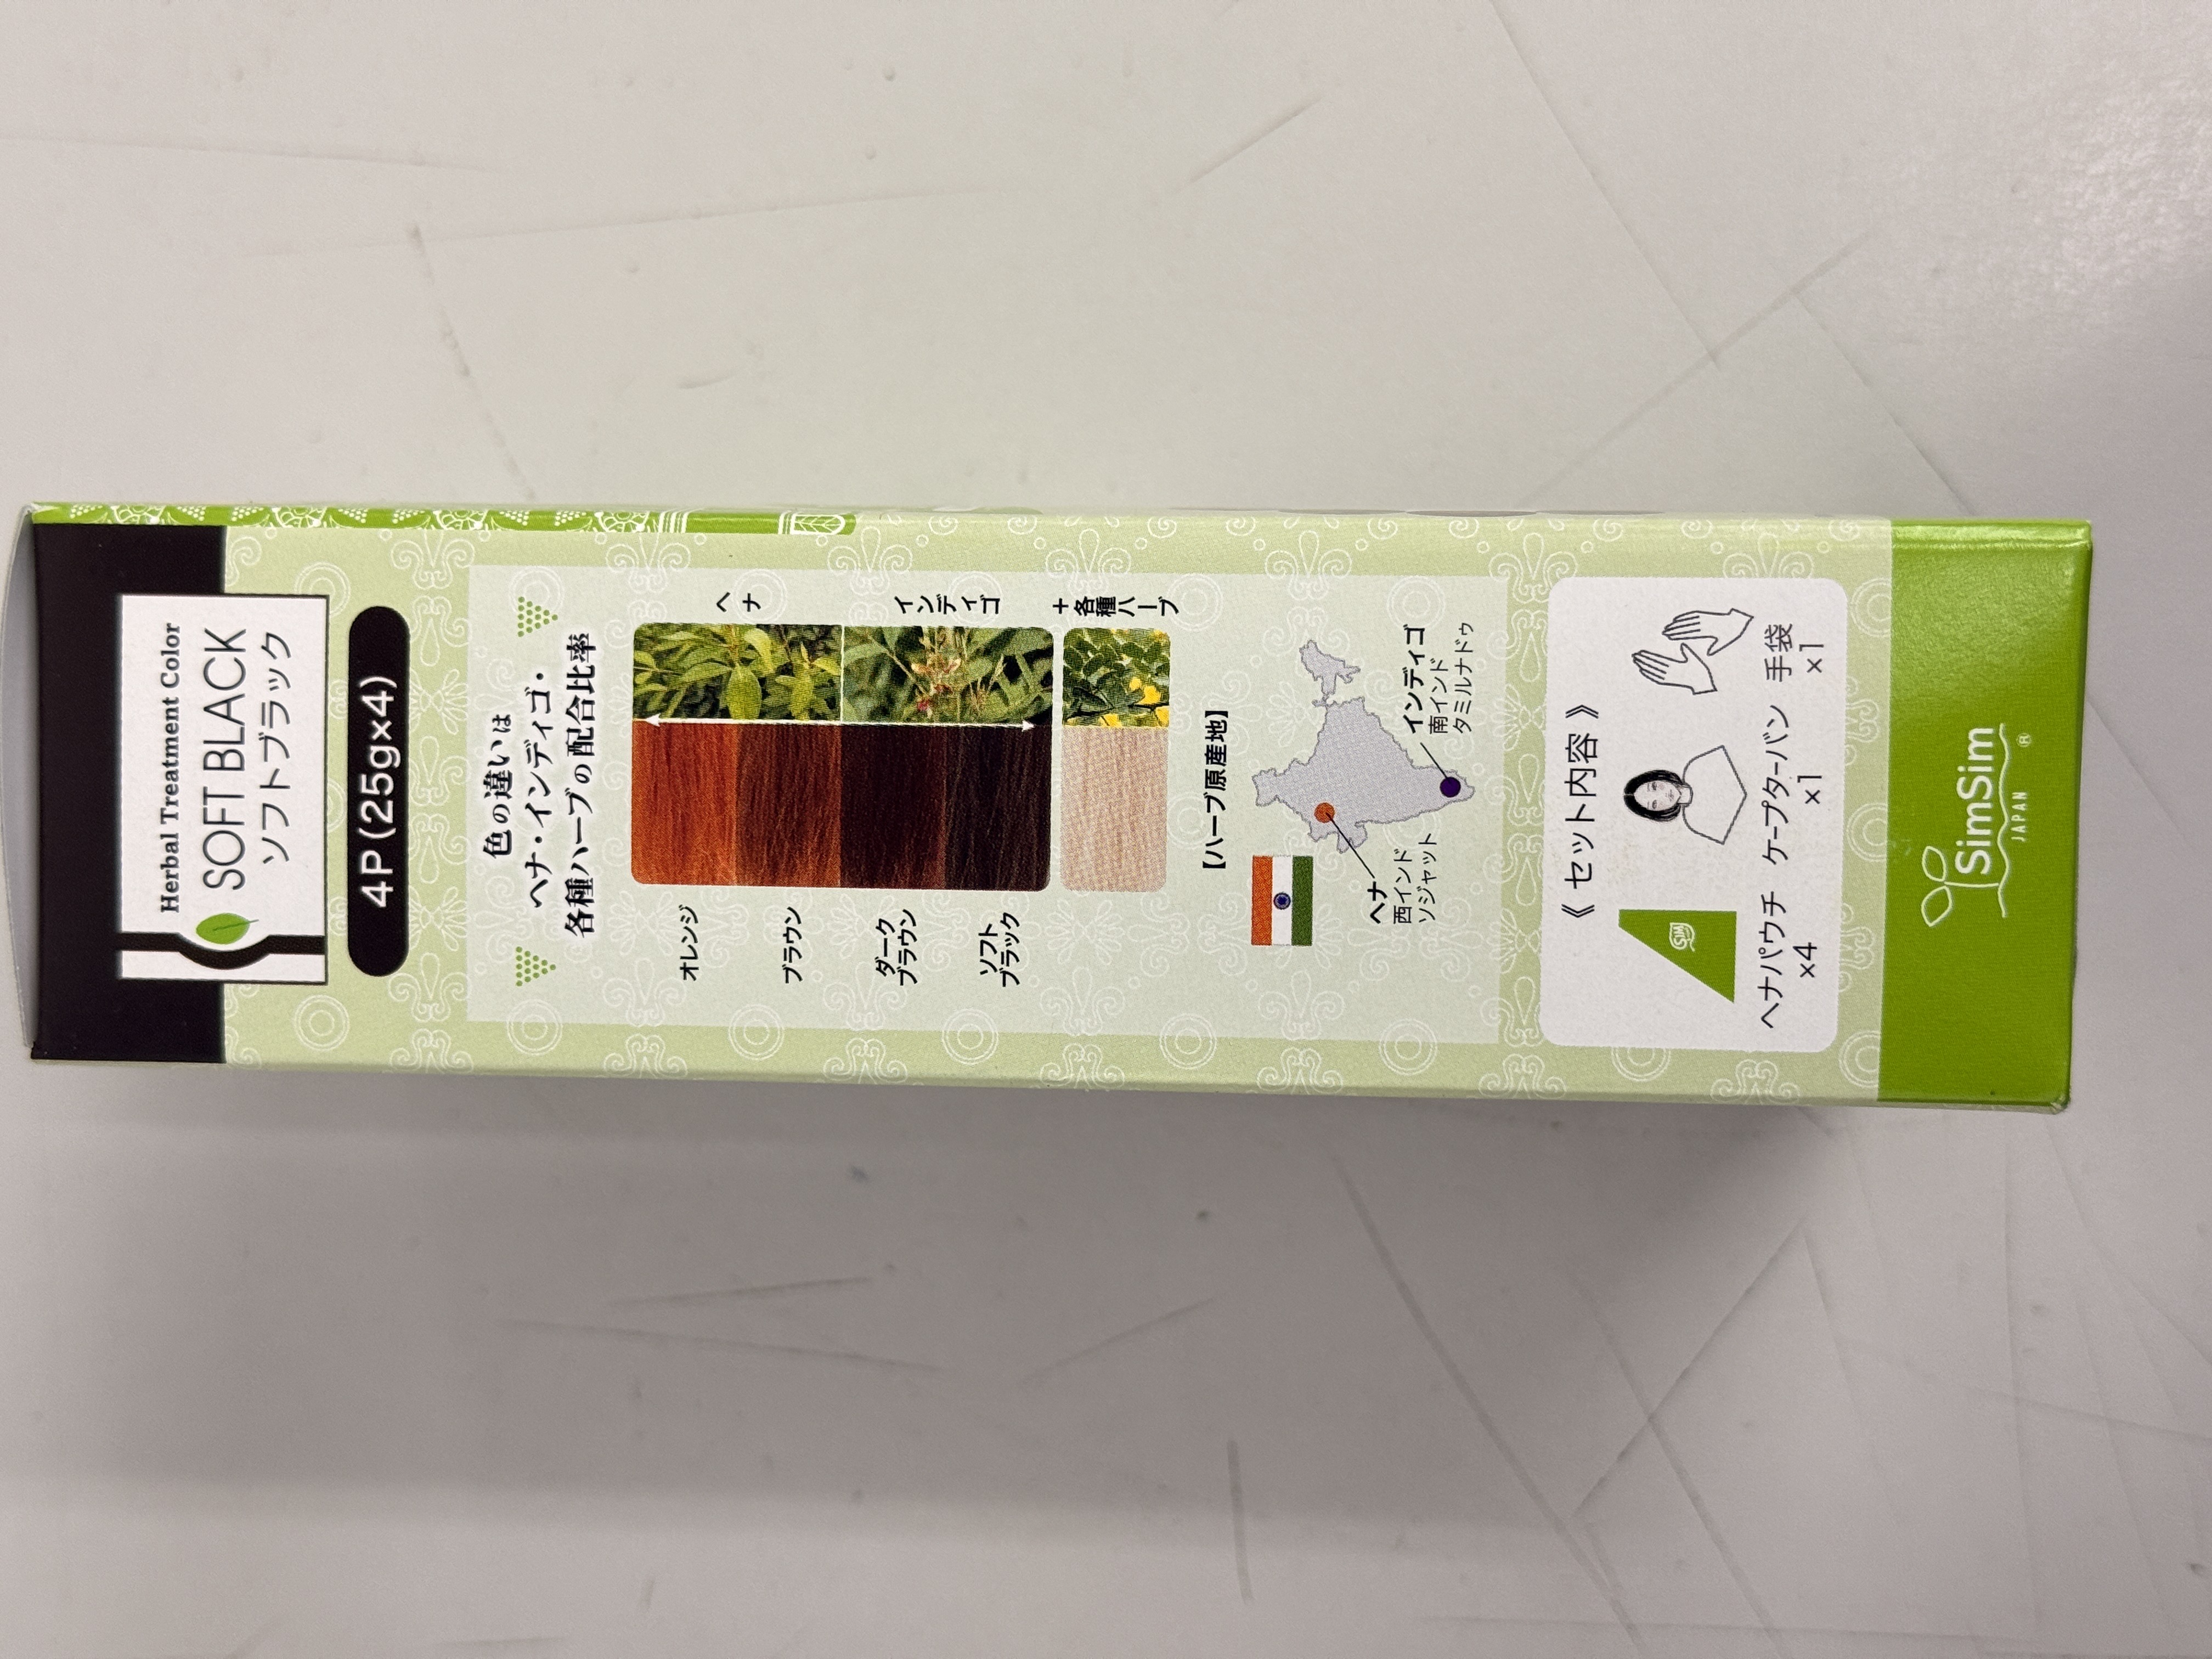 Herbal Treatment Color
SOFT BLACK
ソフトブラック
4P (25g×4)
色の違いは
ヘナ・インディゴ・
各種ハーブの配合比率
オレンジ
ブラウン
ダーク
ブラウン
ソフト
ブラック
ヘナ
インディゴ
+各種ハーブ
【ハーブ原産地】
ヘナ
西インド
ソジャット
インディゴ
南インド
タミルナドゥ
《 セット内容 》
ヘナパウチ
×4
ケープターバン
×1
手袋
×1
SimSim
JAPAN
®